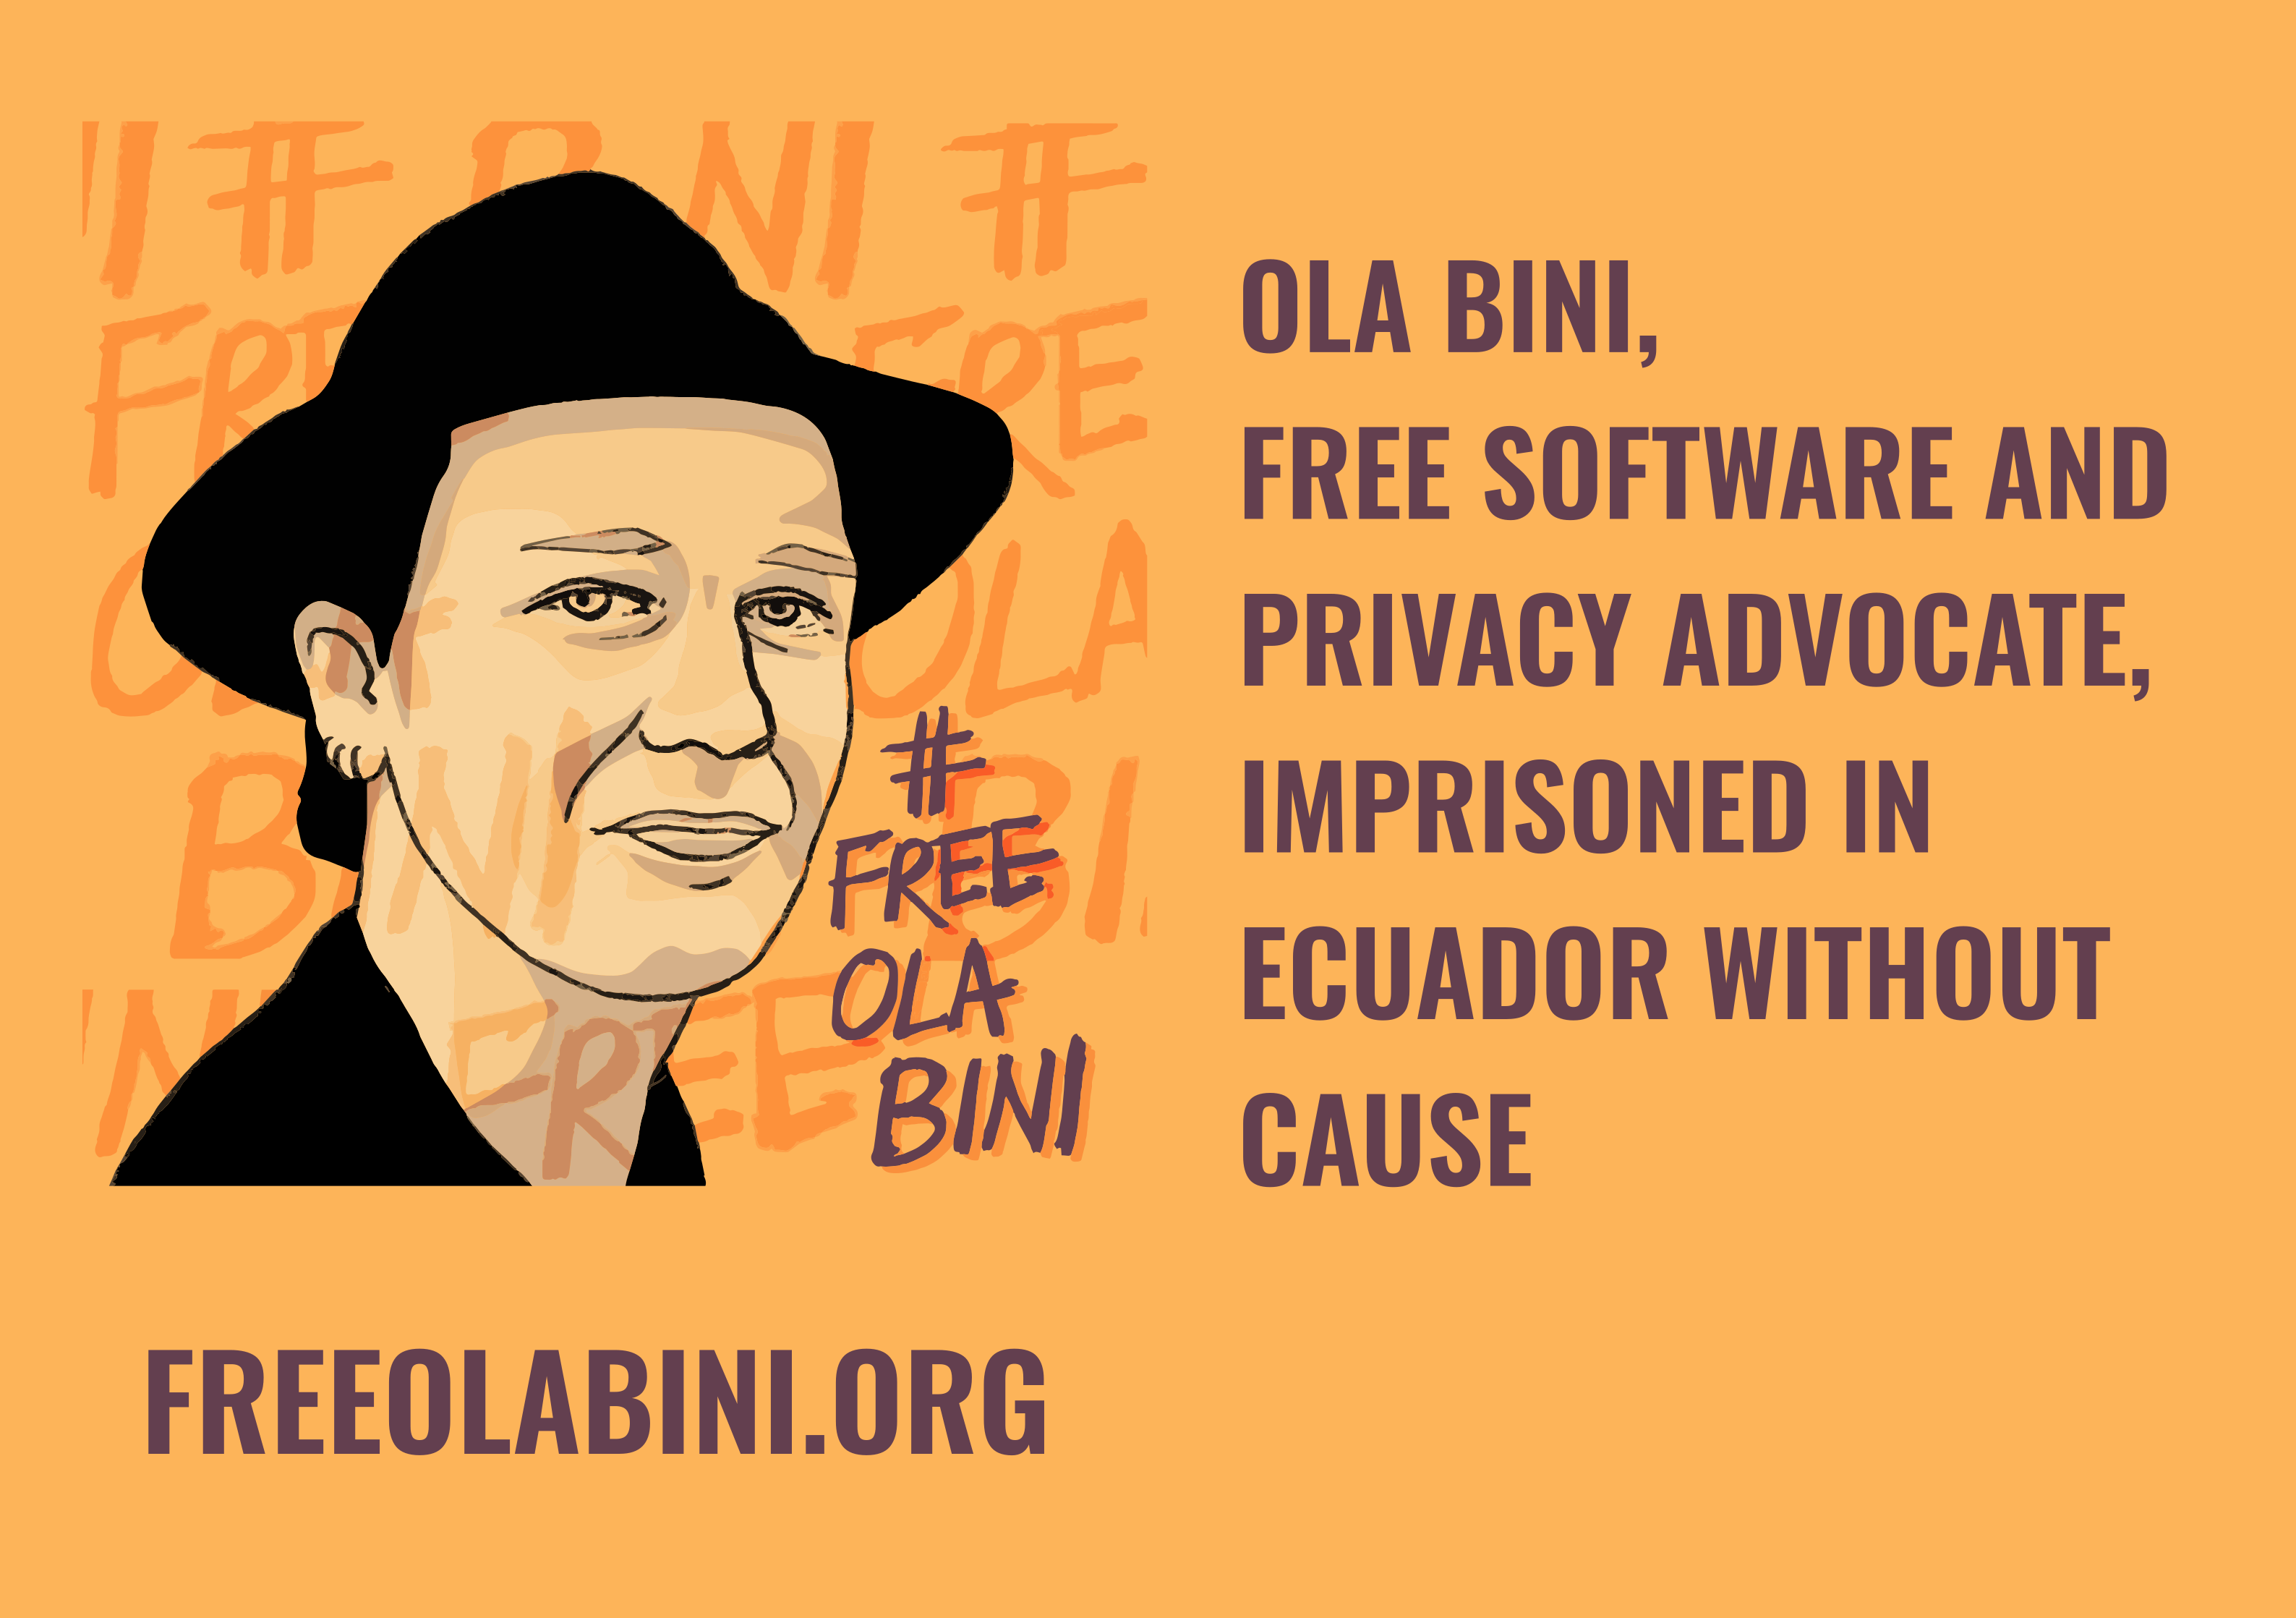 #
FREE
OLA
BINI
OLA BINI,
FREE SOFTWARE AND
PRIVACY ADVOCATE,
IMPRISONED IN
ECUADOR WITHOUT
CAUSE
FREEOLABINI.ORG